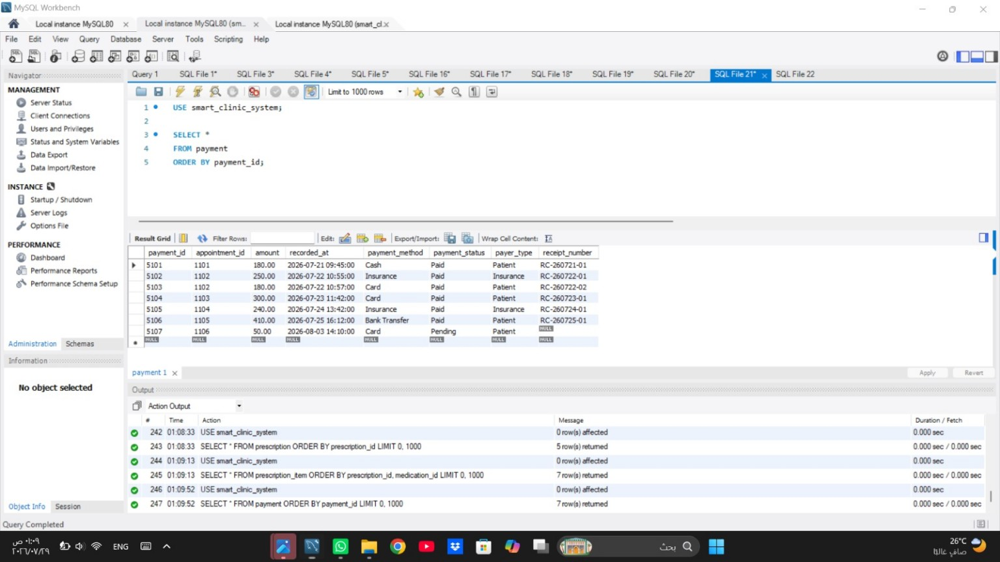 MySQL Workbench
Local instance MySQL80 x Local instance MySQL80 (sm... x Local instance MySQL80 (smart_cl x
File Edit View Query Database Server Tools Scripting Help
Navigator
MANAGEMENT
Server Status
Client Connections
Users and Privileges
Status and System Variables
Data Export
Data Import/Restore
INSTANCE
Startup / Shutdown
Server Logs
Options File
PERFORMANCE
Dashboard
Performance Reports
Performance Schema Setup
Administration Schemas
Information
No object selected
Object Info Session
Query 1 SQL File 1* SQL File 3* SQL File 4* SQL File 5* SQL File 16* SQL File 17* SQL File 18* SQL File 19* SQL File 20* SQL File 21* x SQL File 22
Limit to 1000 rows
1 USE smart_clinic_system;
2
3 SELECT *
4 FROM payment
5 ORDER BY payment_id;
Result Grid Filter Rows: Edit: Export/Import: Wrap Cell Content:
payment_id appointment_id amount recorded_at payment_method payment_status payer_type receipt_number
5101 1101 180.00 2026-07-21 09:45:00 Cash Paid Patient RC-260721-01
5102 1102 250.00 2026-07-22 10:55:00 Insurance Paid Insurance RC-260722-01
5103 1102 180.00 2026-07-22 10:57:00 Card Paid Patient RC-260722-02
5104 1103 300.00 2026-07-23 11:42:00 Card Paid Patient RC-260723-01
5105 1104 240.00 2026-07-24 13:42:00 Insurance Paid Insurance RC-260724-01
5106 1105 410.00 2026-07-25 16:12:00 Bank Transfer Paid Patient RC-260725-01
5107 1106 50.00 2026-08-03 14:10:00 Card Pending Patient NULL
NULL NULL NULL NULL NULL NULL NULL NULL
payment 1 x
Apply Revert
Output
Action Output
# Time Action Message Duration / Fetch
242 01:08:33 USE smart_clinic_system 0 row(s) affected 0.000 sec
243 01:08:33 SELECT * FROM prescription ORDER BY prescription_id LIMIT 0, 1000 5 row(s) returned 0.000 sec / 0.000 sec
244 01:09:13 USE smart_clinic_system 0 row(s) affected 0.000 sec
245 01:09:13 SELECT * FROM prescription_item ORDER BY prescription_id, medication_id LIMIT 0, 1000 7 row(s) returned 0.000 sec / 0.000 sec
246 01:09:52 USE smart_clinic_system 0 row(s) affected 0.000 sec
247 01:09:52 SELECT * FROM payment ORDER BY payment_id LIMIT 0, 1000 7 row(s) returned 0.000 sec / 0.000 sec
Query Completed
٠١:٠٩ ص
٢٠٢٦/٠٧/٢٩
ENG
بحث
26°C
صافٍ غالبًا